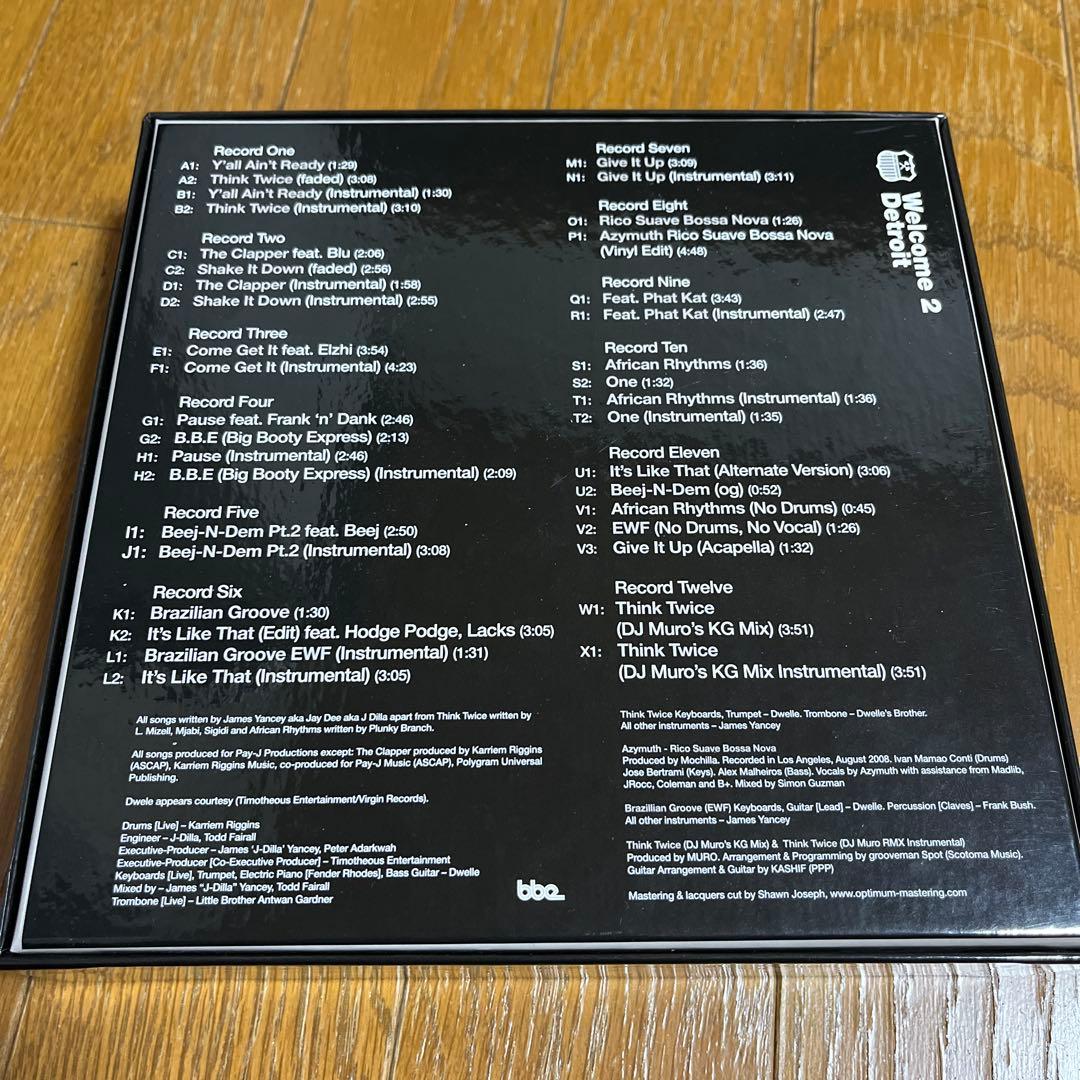 Record One
A1: Y'all Ain't Ready (1:29)
A2: Think Twice (faded) (3:08)
B1: Y'all Ain't Ready (Instrumental) (1:30)
B2: Think Twice (Instrumental) (3:10)
Record Two
C1: The Clapper feat. Blu (2:06)
C2: Shake It Down (faded) (2:56)
D1: The Clapper (Instrumental) (1:58)
D2: Shake It Down (Instrumental) (2:55)
Record Three
E1: Come Get It feat. Elzhi (3:54)
F1: Come Get It (Instrumental) (4:23)
Record Four
G1: Pause feat. Frank 'n' Dank (2:46)
G2: B.B.E (Big Booty Express) (2:13)
H1: Pause (Instrumental) (2:46)
H2: B.B.E (Big Booty Express) (Instrumental) (2:09)
Record Five
I1: Beej-N-Dem Pt.2 feat. Beej (2:50)
J1: Beej-N-Dem Pt.2 (Instrumental) (3:08)
Record Six
K1: Brazilian Groove (1:30)
K2: It's Like That (Edit) feat. Hodge Podge, Lacks (3:05)
L1: Brazilian Groove EWF (Instrumental) (1:31)
L2: It's Like That (Instrumental) (3:05)
All songs written by James Yancey aka Jay Dee aka J Dilla apart from Think Twice written by
L. Mizell, Mjabi, Sigidi and African Rhythms written by Plunky Branch.
All songs produced for Pay-J Productions except: The Clapper produced by Karriem Riggins
(ASCAP), Karriem Riggins Music, co-produced for Pay-J Music (ASCAP), Polygram Universal
Publishing.
Dwele appears courtesy (Timotheous Entertainment/Virgin Records).
Drums [Live] – Karriem Riggins
Engineer – J-Dilla, Todd Fairall
Executive-Producer – James 'J-Dilla' Yancey, Peter Adarkwah
Executive-Producer [Co-Executive Producer] – Timotheous Entertainment
Keyboards [Live], Trumpet, Electric Piano [Fender Rhodes], Bass Guitar – Dwelle
Mixed by – James "J-Dilla" Yancey, Todd Fairall
Trombone [Live] – Little Brother Antwan Gardner
bbe
Record Seven
M1: Give It Up (3:09)
N1: Give It Up (Instrumental) (3:11)
Record Eight
O1: Rico Suave Bossa Nova (1:26)
P1: Azymuth Rico Suave Bossa Nova
(Vinyl Edit) (4:48)
Record Nine
Q1: Feat. Phat Kat (3:43)
R1: Feat. Phat Kat (Instrumental) (2:47)
Record Ten
S1: African Rhythms (1:36)
S2: One (1:32)
T1: African Rhythms (Instrumental) (1:36)
T2: One (Instrumental) (1:35)
Record Eleven
U1: It's Like That (Alternate Version) (3:06)
U2: Beej-N-Dem (og) (0:52)
V1: African Rhythms (No Drums) (0:45)
V2: EWF (No Drums, No Vocal) (1:26)
V3: Give It Up (Acapella) (1:32)
Record Twelve
W1: Think Twice
(DJ Muro's KG Mix) (3:51)
X1: Think Twice
(DJ Muro's KG Mix Instrumental) (3:51)
Think Twice Keyboards, Trumpet – Dwelle. Trombone – Dwelle's Brother.
All other instruments – James Yancey
Azymuth - Rico Suave Bossa Nova
Produced by Mochilla. Recorded in Los Angeles, August 2008. Ivan Mamao Conti (Drums)
Jose Bertrami (Keys). Alex Malheiros (Bass). Vocals by Azymuth with assistance from Madlib,
JRocc, Coleman and B+. Mixed by Simon Guzman
Brazillian Groove (EWF) Keyboards, Guitar [Lead] – Dwelle. Percussion [Claves] – Frank Bush.
All other instruments – James Yancey
Think Twice (DJ Muro's KG Mix) & Think Twice (DJ Muro RMX Instrumental)
Produced by MURO. Arrangement & Programming by grooveman Spot (Scotoma Music).
Guitar Arrangement & Guitar by KASHIF (PPP)
Mastering & lacquers cut by Shawn Joseph, www.optimum-mastering.com
Welcome 2
Detroit